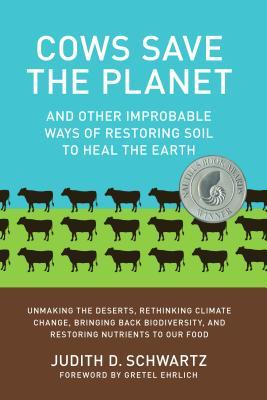 COWS SAVE
THE PLANET
AND OTHER IMPROBABLE
WAYS OF RESTORING SOIL
TO HEAL THE EARTH
NAUTILUS BOOK AWARDS
WINNER
UNMAKING THE DESERTS, RETHINKING CLIMATE
CHANGE, BRINGING BACK BIODIVERSITY, AND
RESTORING NUTRIENTS TO OUR FOOD
JUDITH D. SCHWARTZ
FOREWORD BY GRETEL EHRLICH